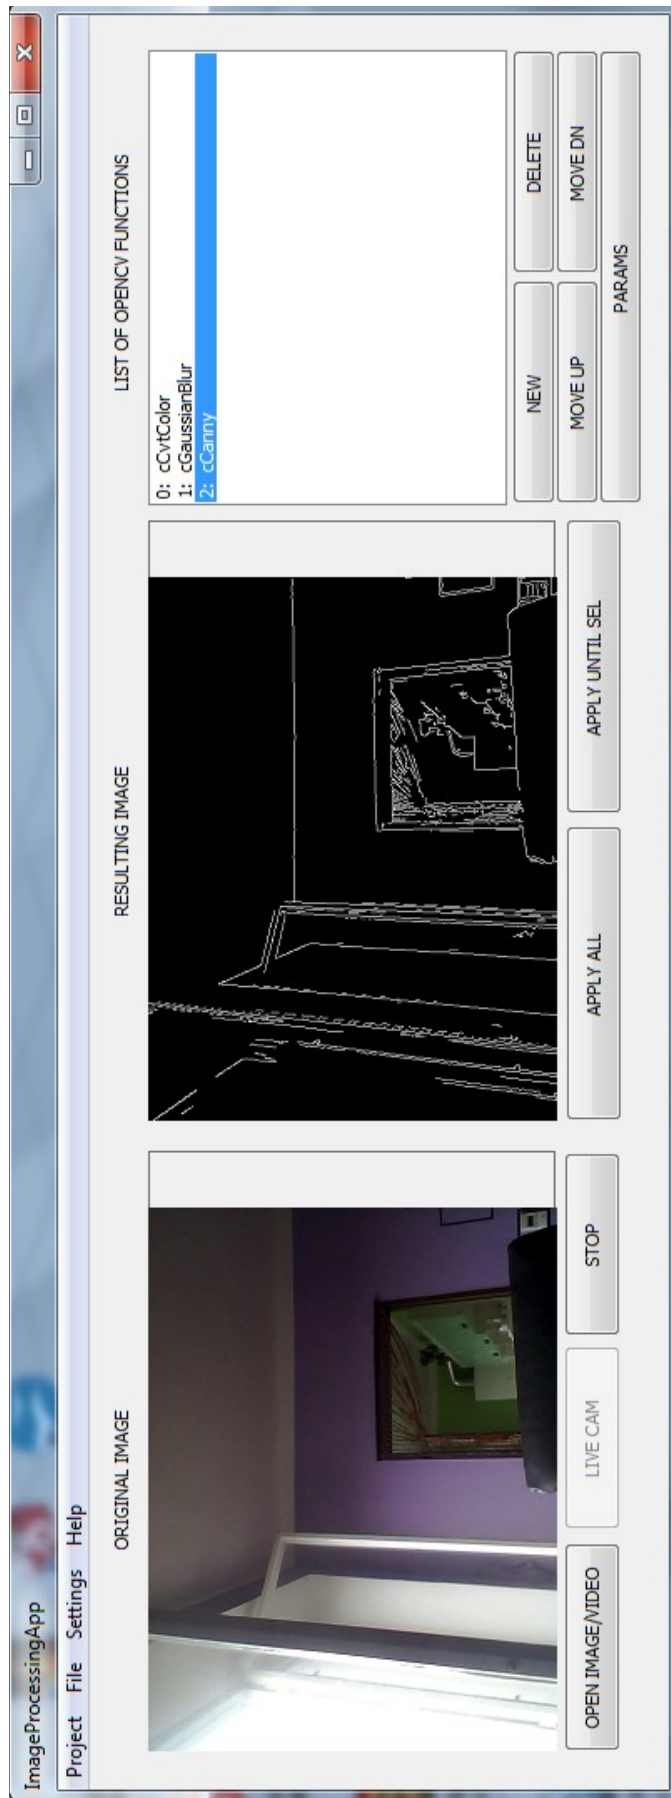 ImageProcessingApp
Project File Settings Help
ORIGINAL IMAGE
RESULTING IMAGE
LIST OF OPENCV FUNCTIONS
0: cCvtColor
1: cGaussianBlur
2: cCanny
OPEN IMAGE/VIDEO
LIVE CAM
STOP
APPLY ALL
APPLY UNTIL SEL
NEW
DELETE
MOVE UP
MOVE DN
PARAMS